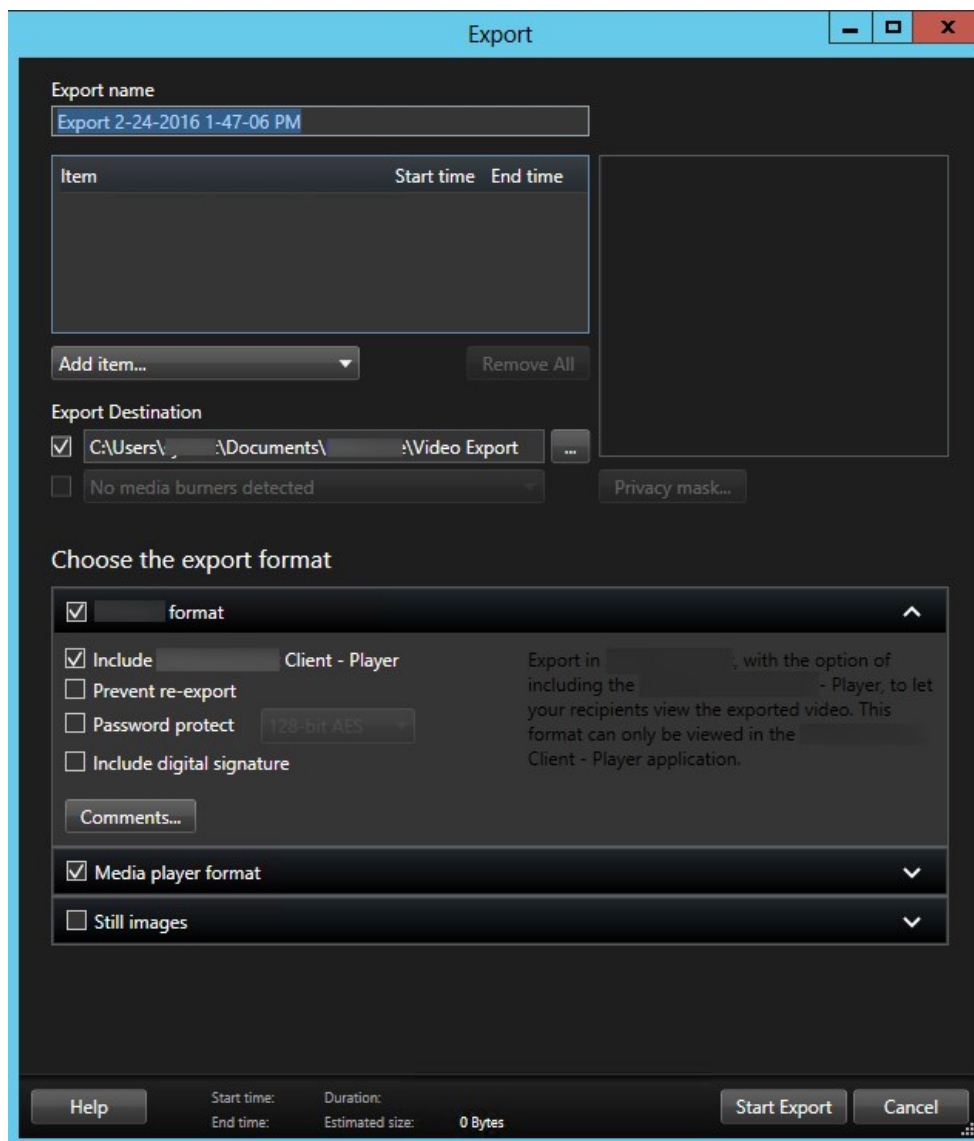 Export
Export name
Export 2-24-2016 1-47-06 PM
Item Start time End time
Add item... Remove All
Export Destination
C:\Users\ :\Documents\ :\Video Export ...
No media burners detected Privacy mask...
Choose the export format
format
Include Client - Player
Prevent re-export
Password protect 128-bit AES
Include digital signature
Export in , with the option of
including the - Player, to let
your recipients view the exported video. This
format can only be viewed in the
Client - Player application.
Comments...
Media player format
Still images
Help Start time: Duration: Start Export Cancel
End time: Estimated size: 0 Bytes